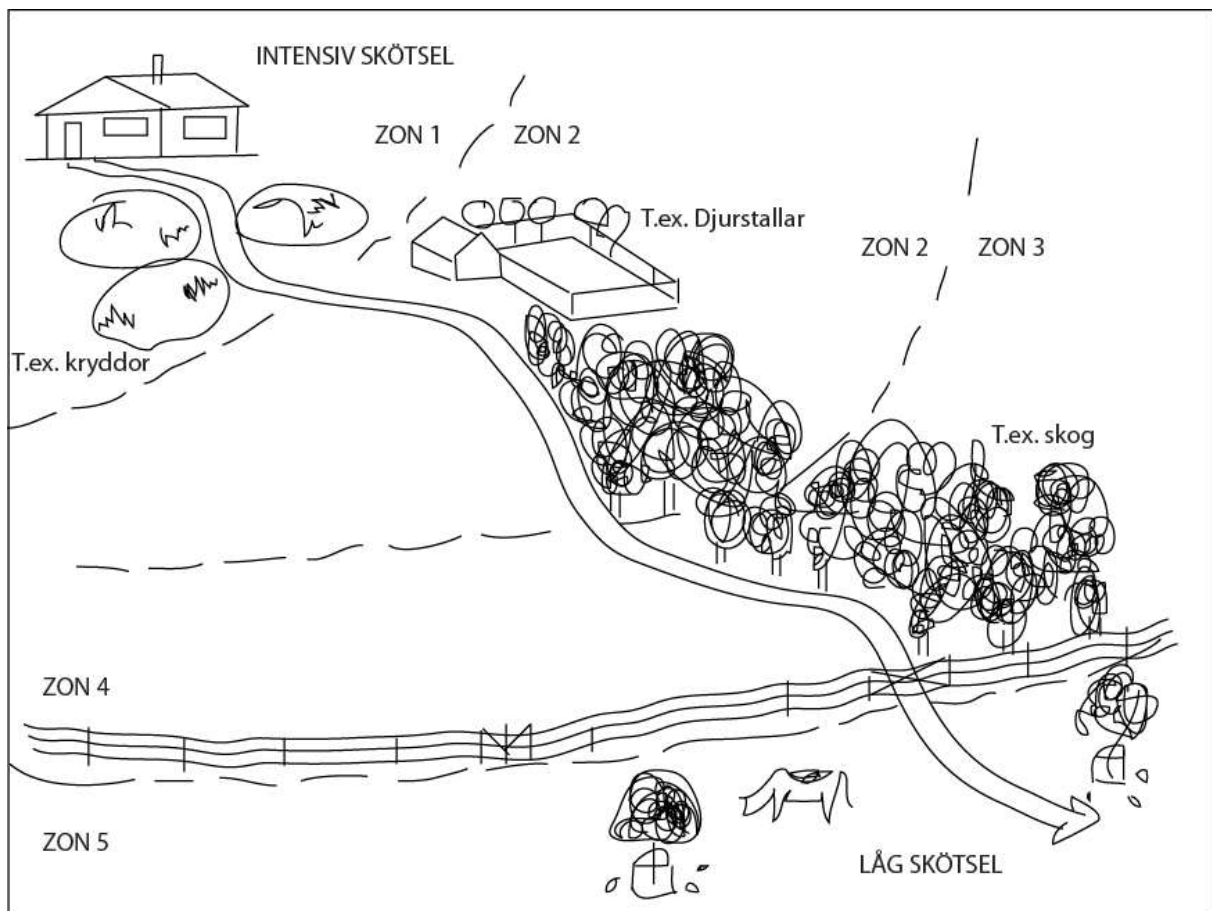 INTENSIV SKÖTSEL
ZON 1
ZON 2
T.ex. Djurstallar
ZON 2
ZON 3
T.ex. kryddor
T.ex. skog
ZON 4
ZON 5
LÅG SKÖTSEL